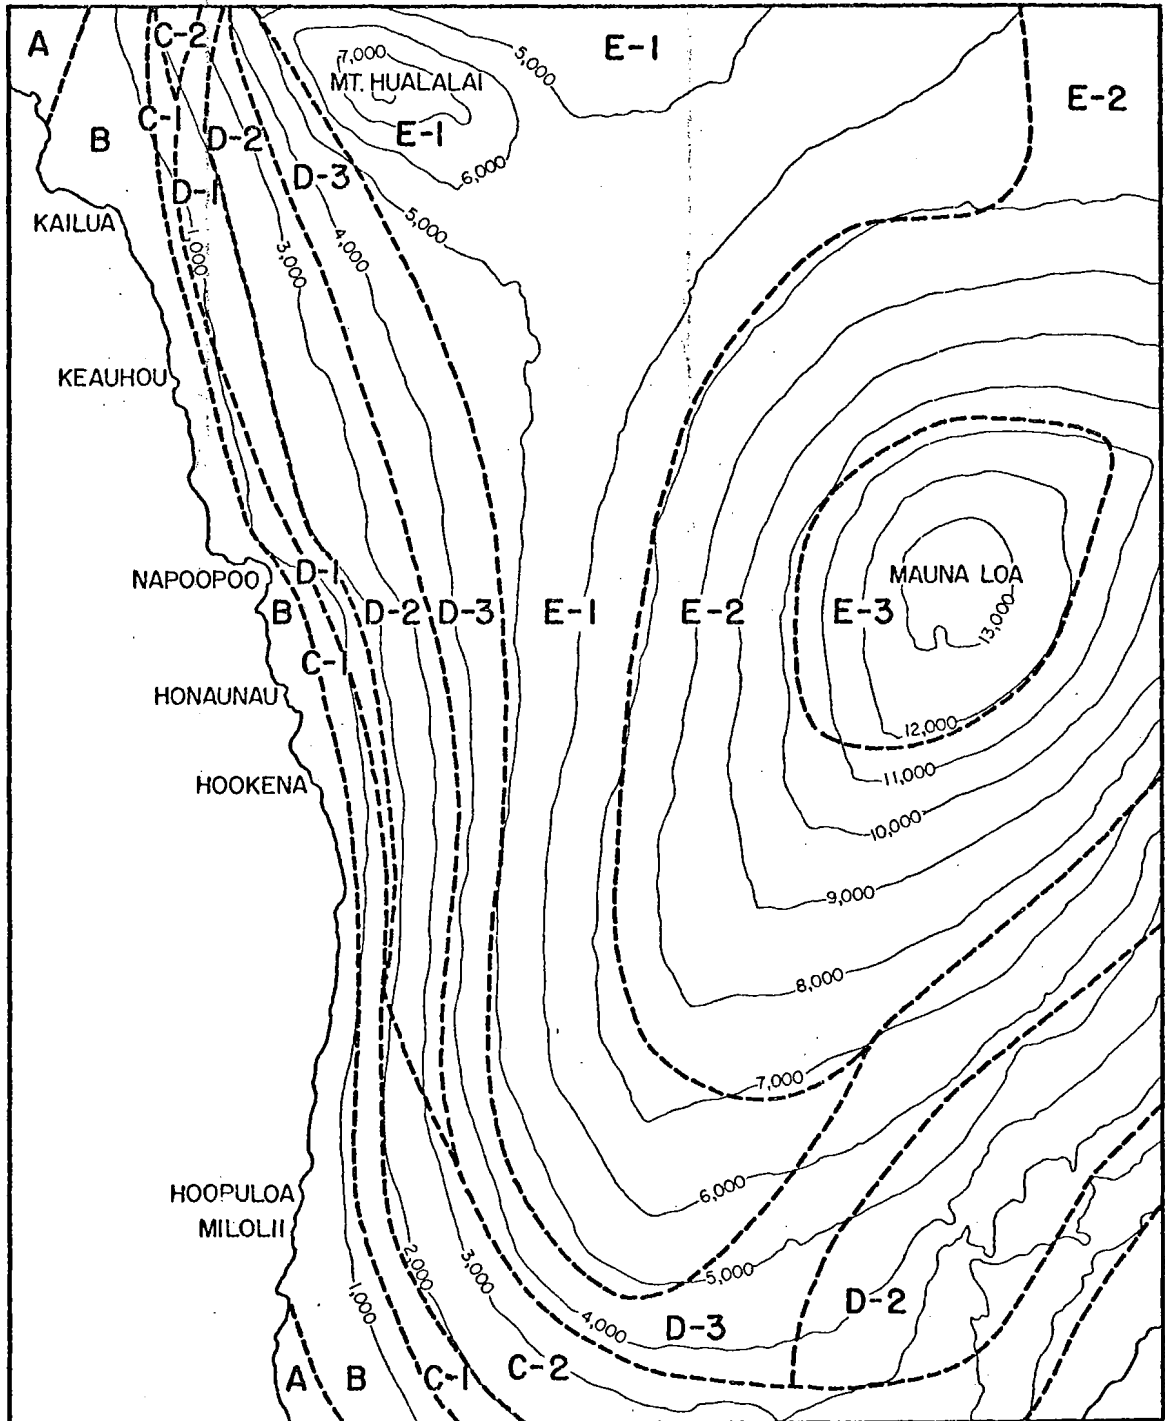 A
C-2
7,000
5,000
E-1
MT. HUALALAI
E-2
C-1
B
D-2
E-1
6,000
D-1
D-3
5,000
KAILUA
1,000
3,000
4,000
KEAUHOU
NAPOOPOO
D-1
MAUNA LOA
B
D-2
D-3
E-1
E-2
E-3
13,000
C-1
HONAUNAU
12,000
HOOKENA
11,000
10,000
9,000
8,000
7,000
HOOPULOA
6,000
MILOLII
2,000
3,000
5,000
1,000
D-2
4,000
D-3
C-2
A
B
C-1